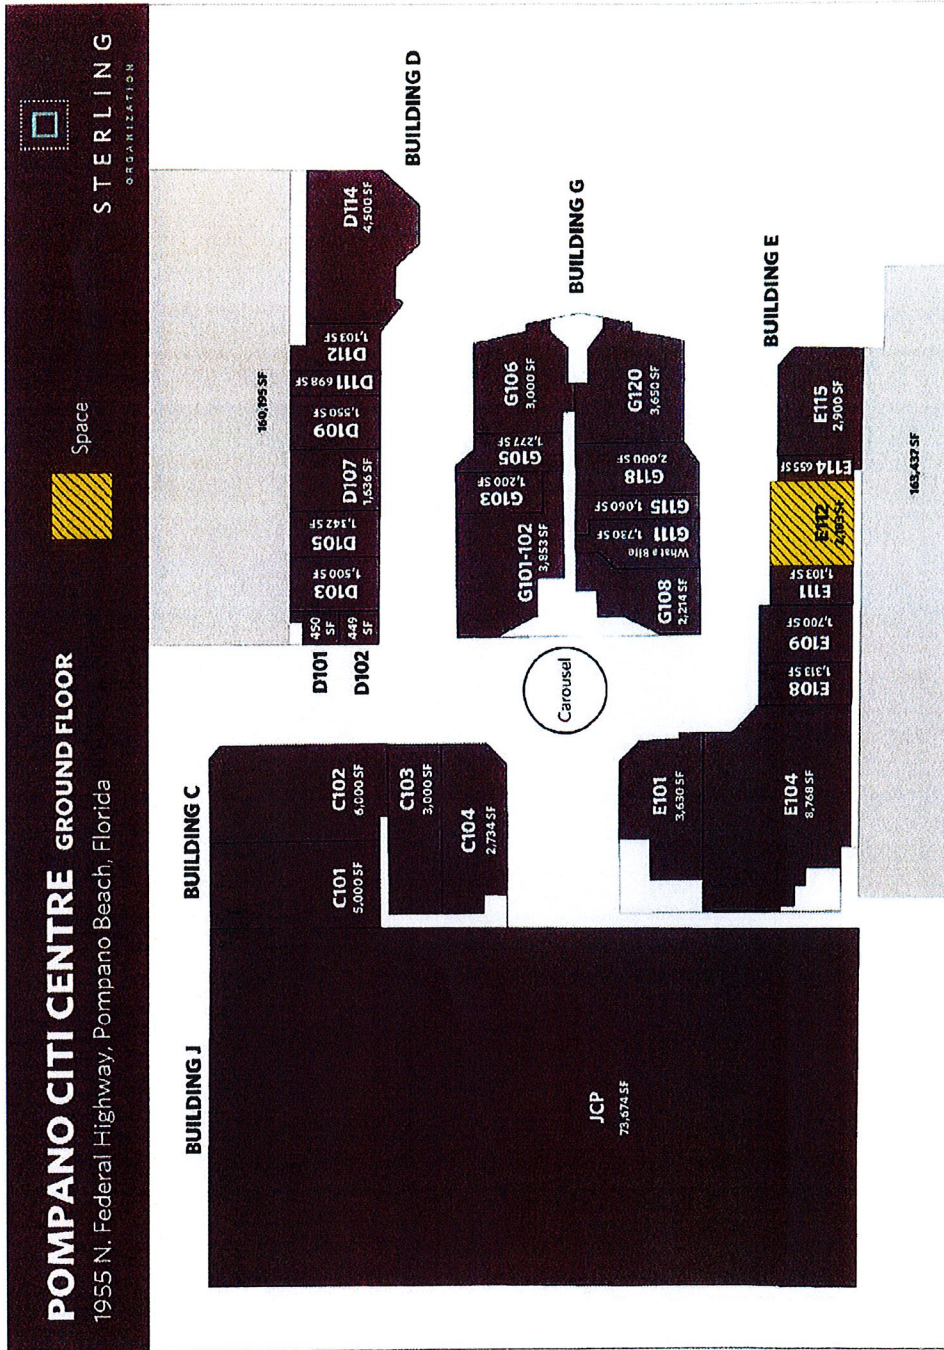 POMPANO CITI CENTRE GROUND FLOOR
1955 N. Federal Highway, Pompano Beach, Florida
Space
STERLING
ORGANIZATION
BUILDING J
JCP
73,674 SF
BUILDING C
C101
5,000 SF
C102
6,000 SF
C103
3,000 SF
C104
2,734 SF
160,195 SF
D101
450
SF
D102
449
SF
D103
1,500 SF
D105
1,342 SF
D107
1,636 SF
D109
1,550 SF
D111 698 SF
D112
1,103 SF
D114
4,500 SF
BUILDING D
Carousel
G101-102
3,853 SF
G103
1,200 SF
G105
1,277 SF
G106
3,000 SF
G108
2,214 SF
What a Bite
G111
1,730 SF
G115 1,060 SF
G118
2,000 SF
G120
3,650 SF
BUILDING G
E101
3,630 SF
E104
8,768 SF
E108
1,313 SF
E109
1,700 SF
E111
1,103 SF
E112
2,183 SF
E114 655 SF
E115
2,900 SF
BUILDING E
163,437 SF